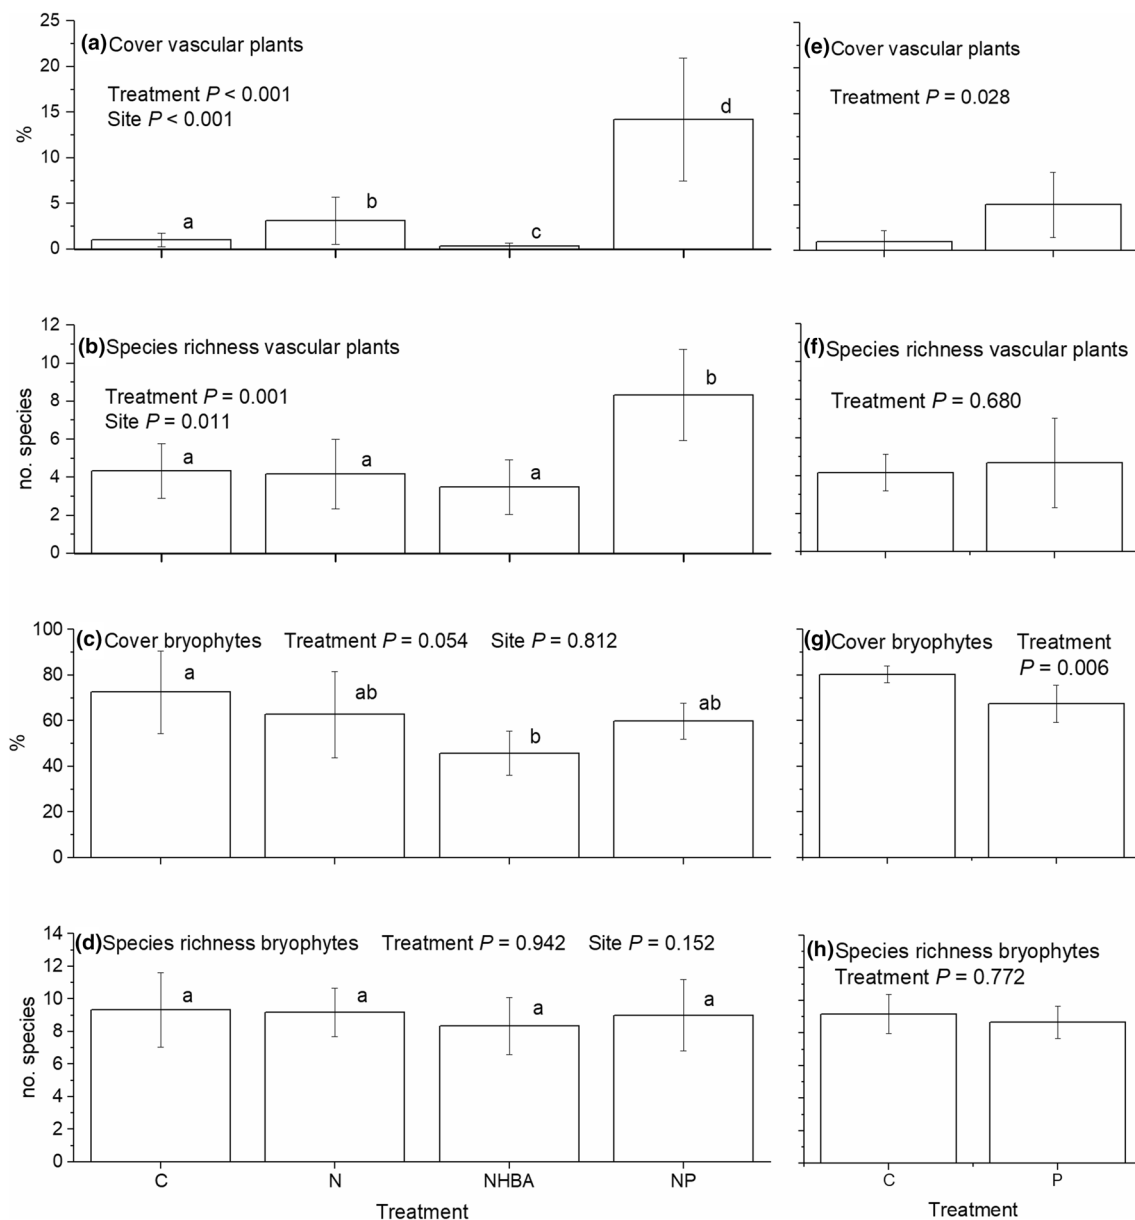 (a) Cover vascular plants
Treatment P < 0.001
Site P < 0.001
%
25
20
15
10
5
0
a
b
c
d
(e) Cover vascular plants
Treatment P = 0.028
(b) Species richness vascular plants
Treatment P = 0.001
Site P = 0.011
no. species
12
10
8
6
4
2
0
a
a
a
b
(f) Species richness vascular plants
Treatment P = 0.680
(c) Cover bryophytes Treatment P = 0.054 Site P = 0.812
%
100
80
60
40
20
0
a
ab
b
ab
(g) Cover bryophytes Treatment
P = 0.006
(d) Species richness bryophytes Treatment P = 0.942 Site P = 0.152
no. species
14
12
10
8
6
4
2
0
a
a
a
a
(h) Species richness bryophytes
Treatment P = 0.772
C N NHBA NP
Treatment
C P
Treatment